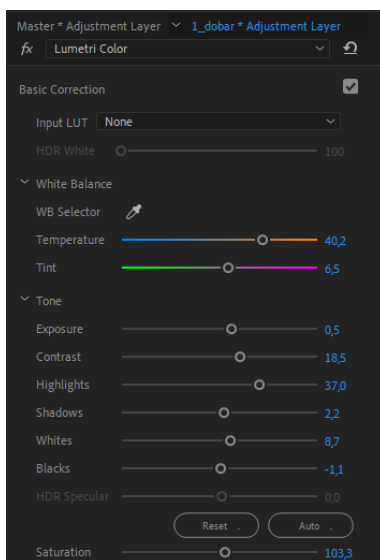 Master * Adjustment Layer 1_dobar * Adjustment Layer
fx Lumetri Color
Basic Correction
Input LUT None
HDR White 100
White Balance
WB Selector
Temperature 40,2
Tint 6,5
Tone
Exposure 0,5
Contrast 18,5
Highlights 37,0
Shadows 2,2
Whites 8,7
Blacks -1,1
HDR Specular 0,0
Reset . Auto .
Saturation 103,3